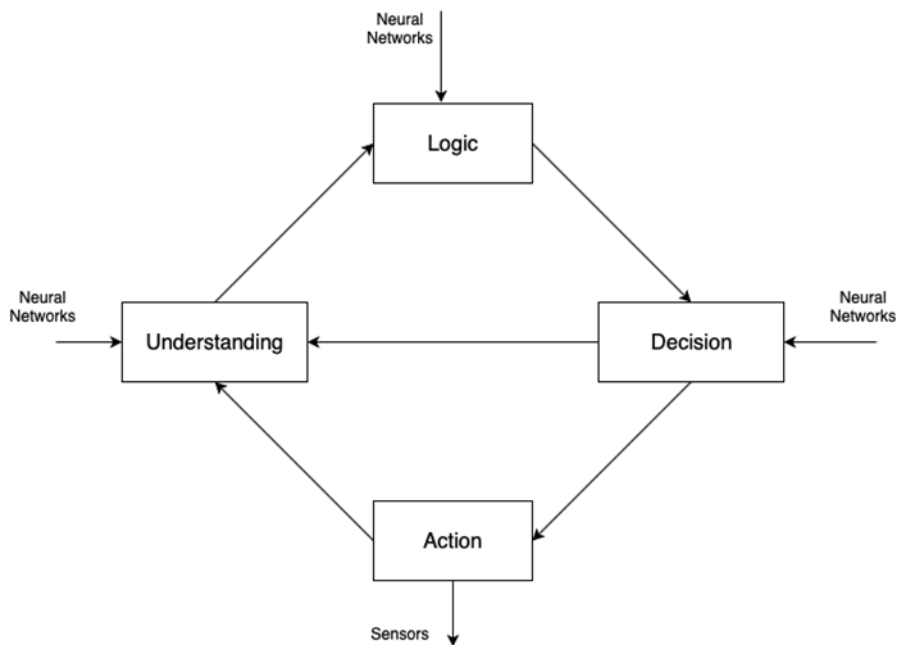 Neural
Networks
Logic
Neural
Networks
Understanding
Decision
Neural
Networks
Action
Sensors